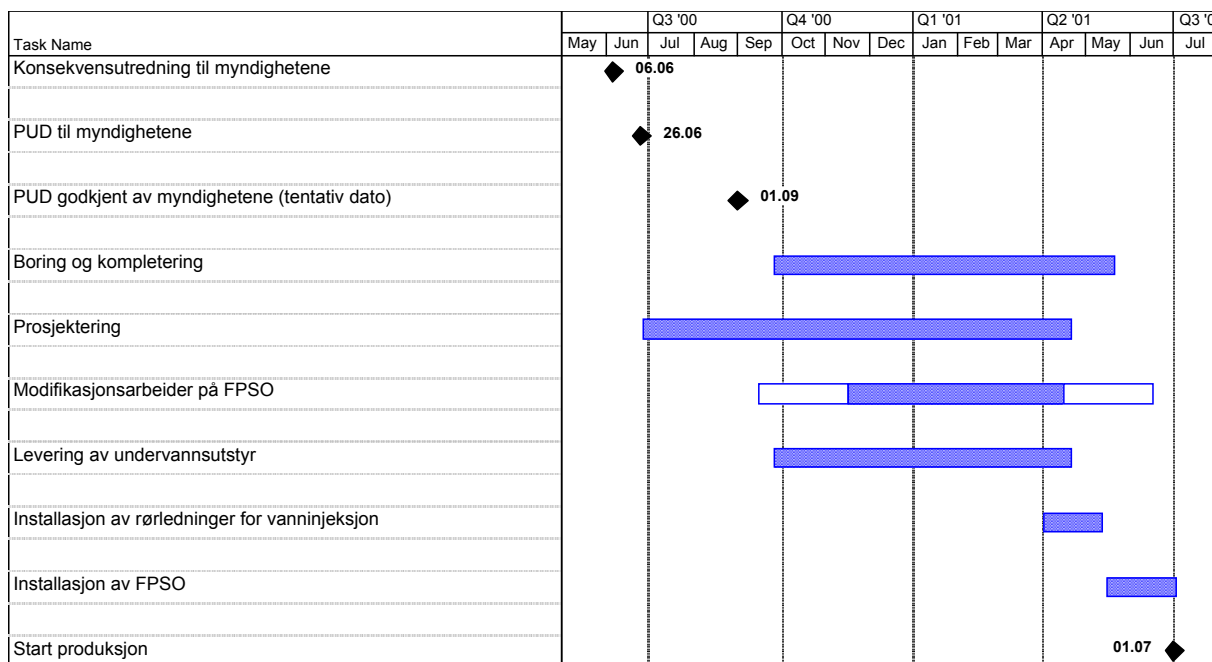 Q3 '00 Q4 '00 Q1 '01 Q2 '01 Q3 '0
Task Name May Jun Jul Aug Sep Oct Nov Dec Jan Feb Mar Apr May Jun Jul
Konsekvensutredning til myndighetene 06.06
PUD til myndighetene 26.06
PUD godkjent av myndighetene (tentativ dato) 01.09
Boring og kompletering
Prosjektering
Modifikasjonsarbeider på FPSO
Levering av undervannsutstyr
Installasjon av rørledninger for vanninjeksjon
Installasjon av FPSO
Start produksjon 01.07